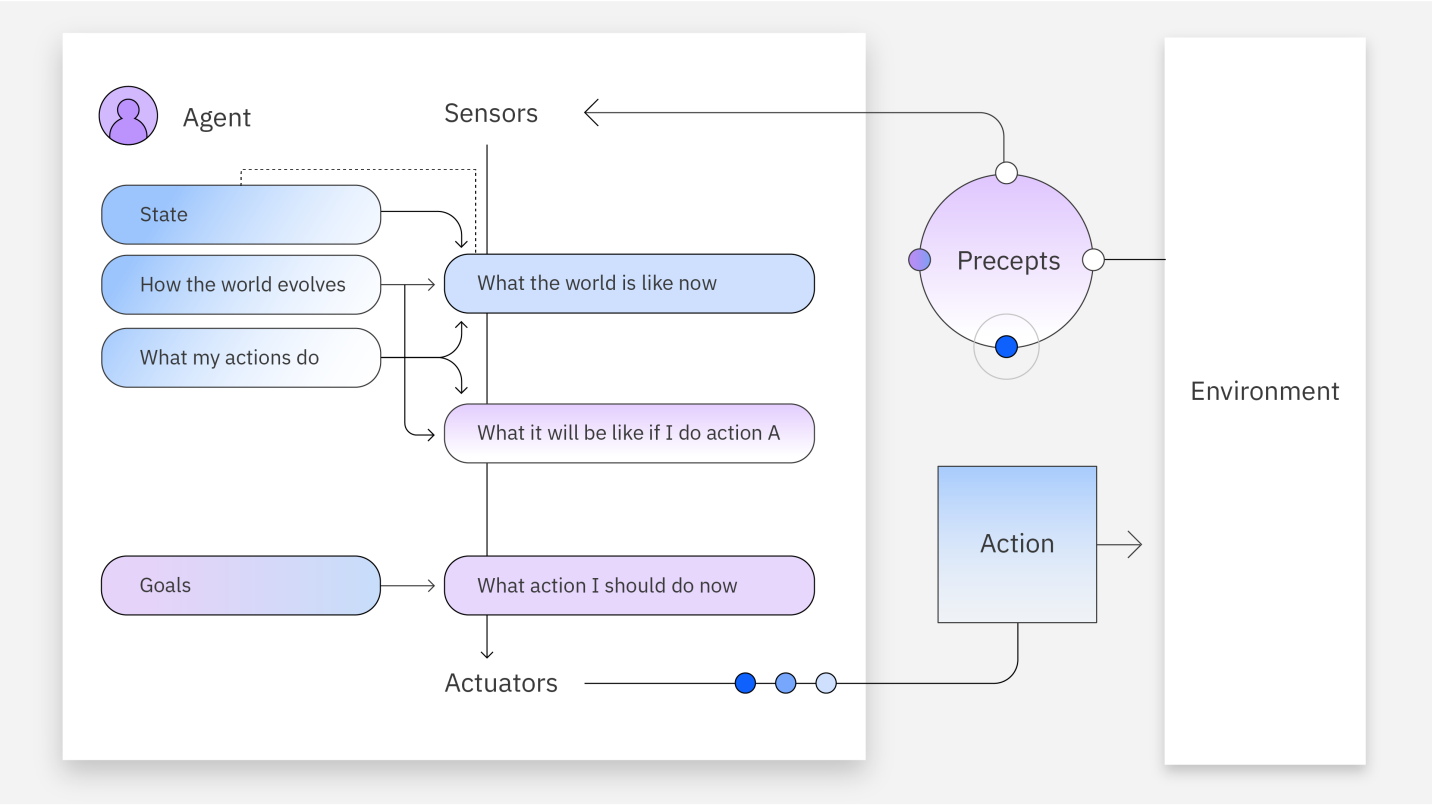 Agent
Sensors
State
How the world evolves
What my actions do
What the world is like now
What it will be like if I do action A
Goals
What action I should do now
Actuators
Precepts
Action
Environment